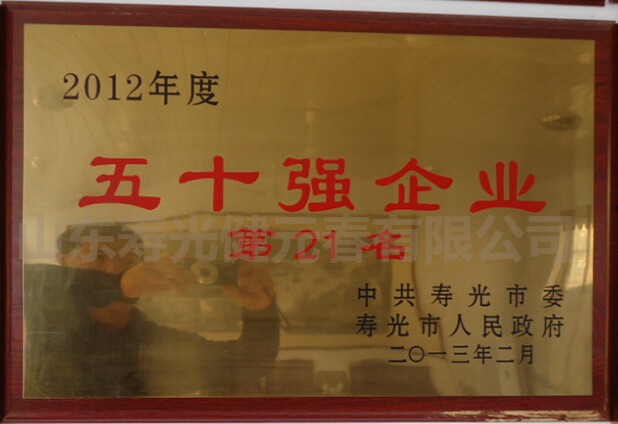 2012年度
五十强企业
第21名
山东寿光健元春有限公司
中共寿光市委
寿光市人民政府
二〇一三年二月